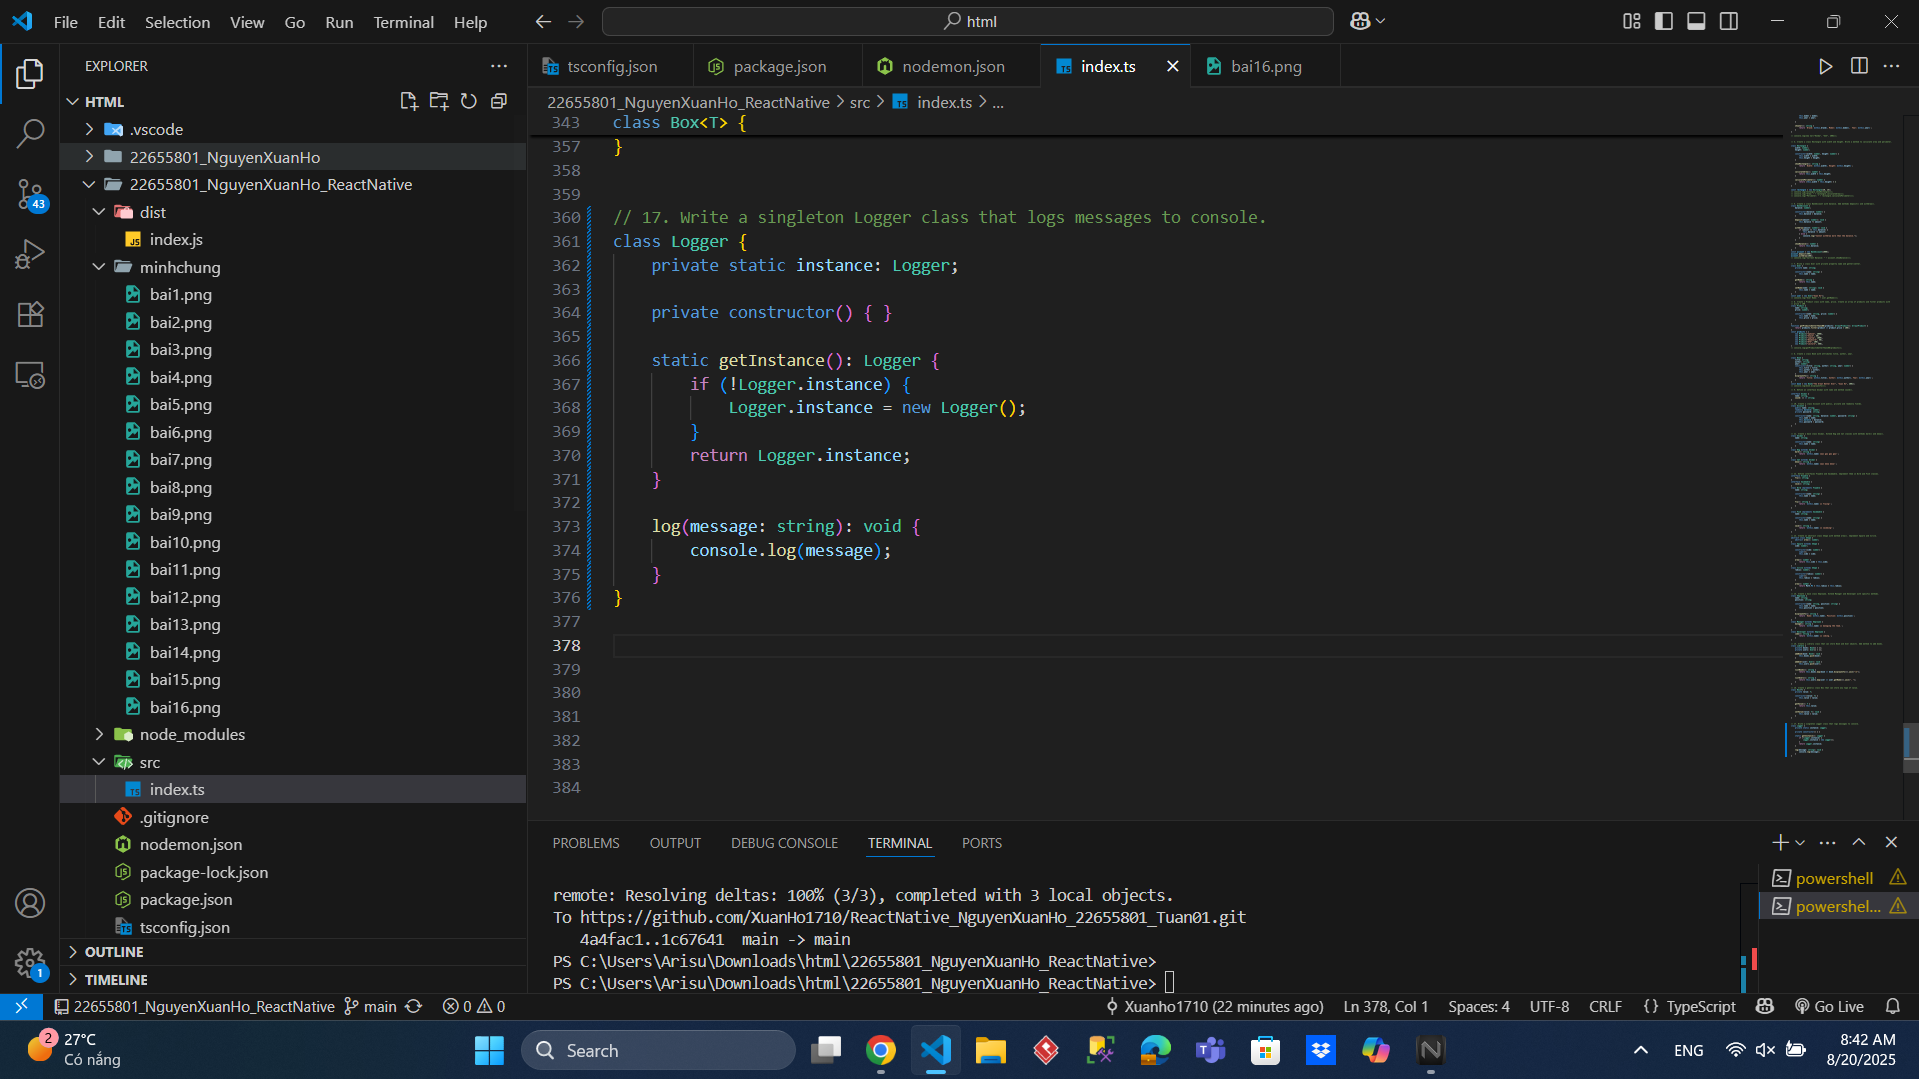 File Edit Selection View Go Run Terminal Help
html
EXPLORER
HTML
.vscode
22655801_NguyenXuanHo
22655801_NguyenXuanHo_ReactNative
dist
index.js
minhchung
bai1.png
bai2.png
bai3.png
bai4.png
bai5.png
bai6.png
bai7.png
bai8.png
bai9.png
bai10.png
bai11.png
bai12.png
bai13.png
bai14.png
bai15.png
bai16.png
node_modules
src
index.ts
.gitignore
nodemon.json
package-lock.json
package.json
tsconfig.json
OUTLINE
TIMELINE
43
1
tsconfig.json package.json nodemon.json index.ts bai16.png
22655801_NguyenXuanHo_ReactNative > src > index.ts > ...
343 class Box<T> {
357 }
358
359
360 // 17. Write a singleton Logger class that logs messages to console.
361 class Logger {
362 private static instance: Logger;
363
364 private constructor() { }
365
366 static getInstance(): Logger {
367 if (!Logger.instance) {
368 Logger.instance = new Logger();
369 }
370 return Logger.instance;
371 }
372
373 log(message: string): void {
374 console.log(message);
375 }
376 }
377
378
379
380
381
382
383
384
PROBLEMS OUTPUT DEBUG CONSOLE TERMINAL PORTS
remote: Resolving deltas: 100% (3/3), completed with 3 local objects.
To https://github.com/XuanHo1710/ReactNative_NguyenXuanHo_22655801_Tuan01.git
4a4fac1..1c67641 main -> main
PS C:\Users\Arisu\Downloads\html\22655801_NguyenXuanHo_ReactNative>
PS C:\Users\Arisu\Downloads\html\22655801_NguyenXuanHo_ReactNative>
powershell
powershel...
22655801_NguyenXuanHo_ReactNative main 0 0 Xuanho1710 (22 minutes ago) Ln 378, Col 1 Spaces: 4 UTF-8 CRLF {} TypeScript Go Live
2
27°C
Có nắng
Search
ENG
8:42 AM
8/20/2025